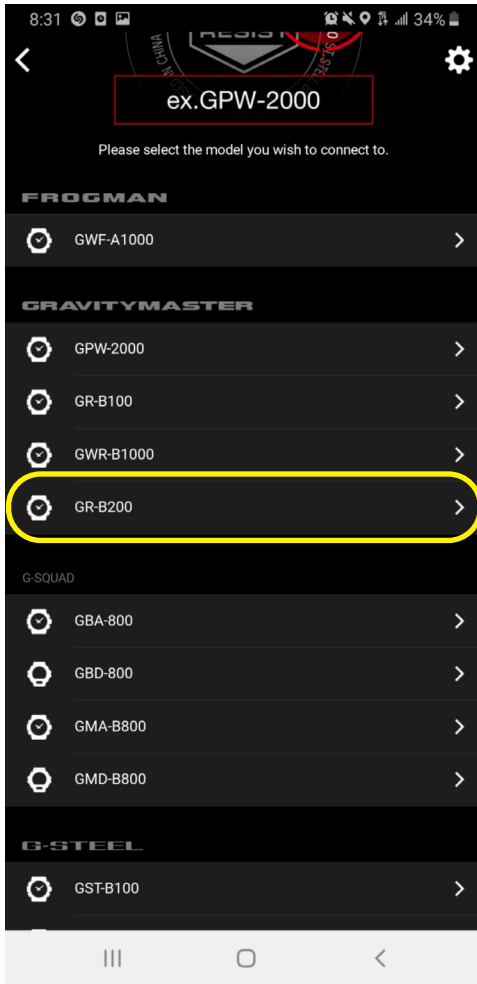 8:31 34%
RESIST
ex.GPW-2000
Please select the model you wish to connect to.
FROGMAN
GWF-A1000
GRAVITYMASTER
GPW-2000
GR-B100
GWR-B1000
GR-B200
G-SQUAD
GBA-800
GBD-800
GMA-B800
GMD-B800
G-STEEL
GST-B100